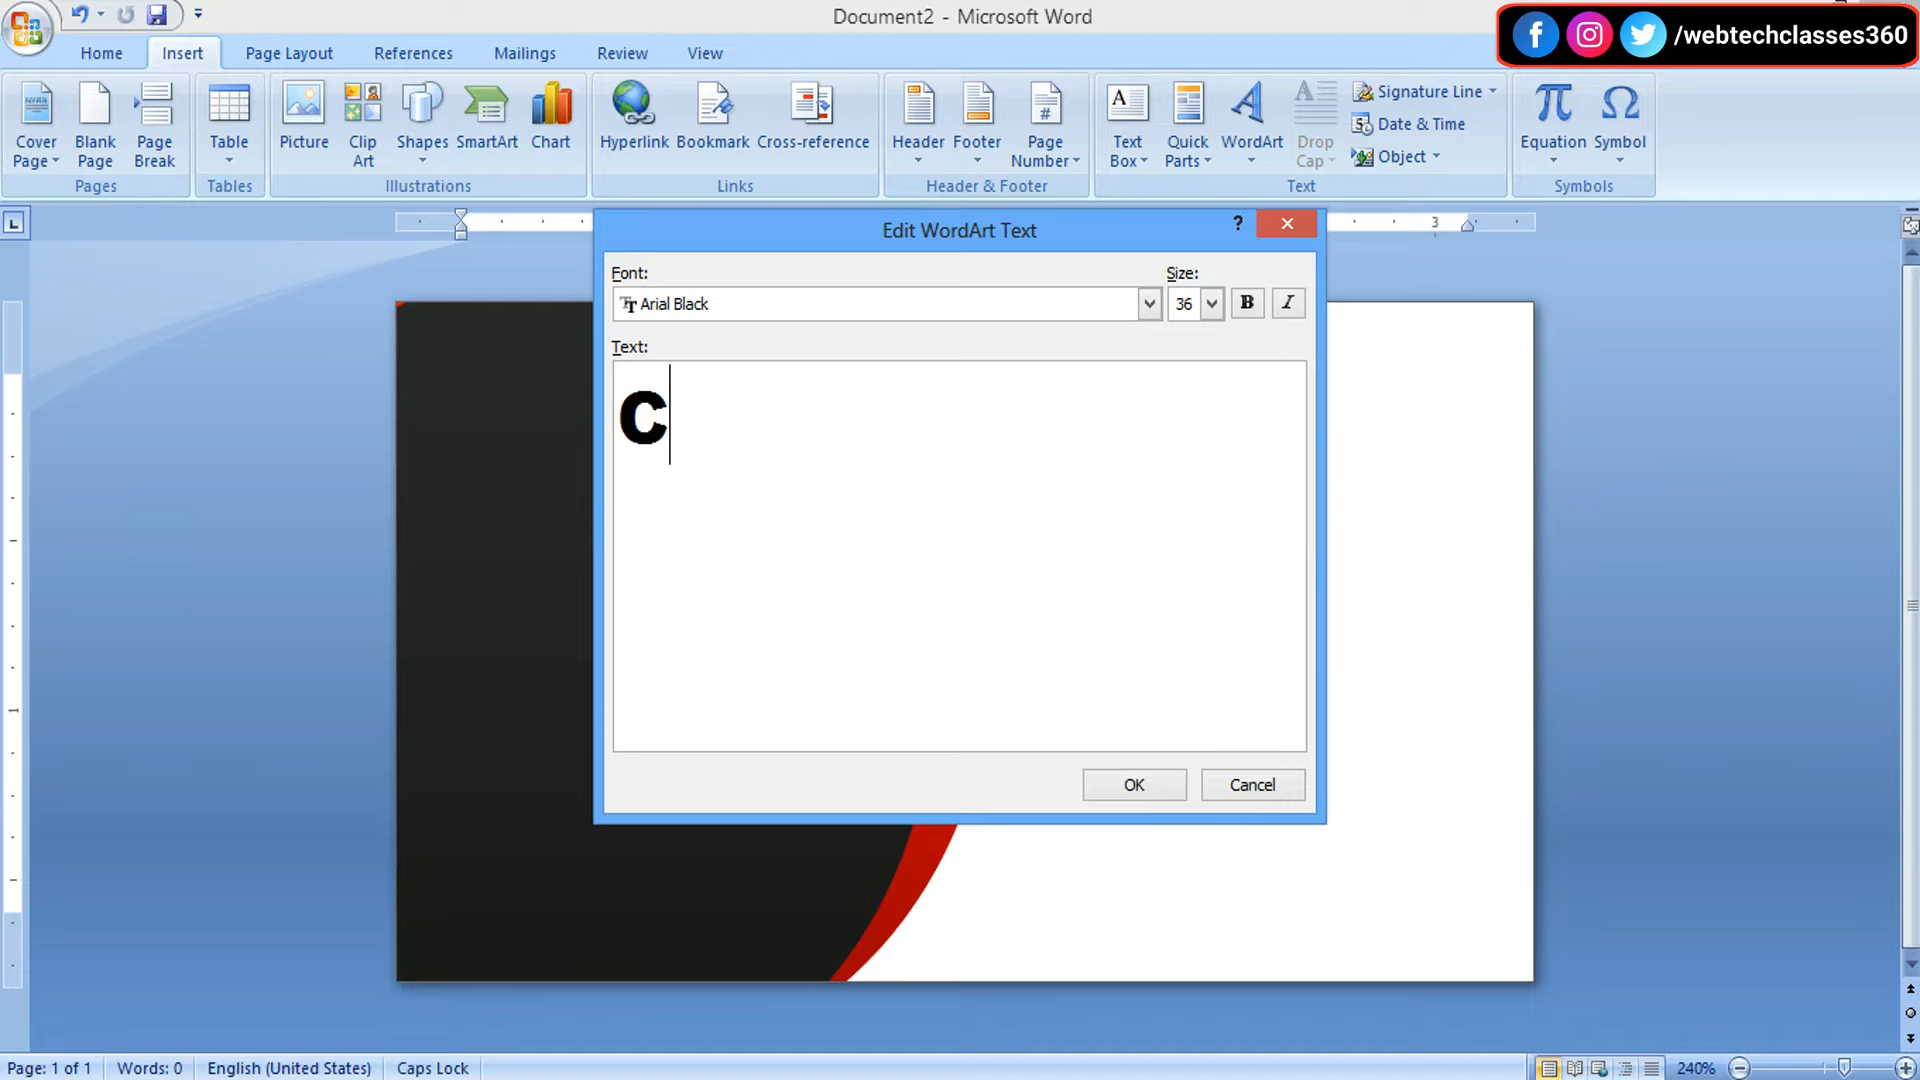 Document2 - Microsoft Word
/webtechclasses360
Home Insert Page Layout References Mailings Review View
Cover Page
Blank Page
Page Break
Pages
Table
Tables
Picture
Clip Art
Shapes
SmartArt
Chart
Illustrations
Hyperlink
Bookmark
Cross-reference
Links
Header
Footer
Page Number
Header & Footer
Text Box
Quick Parts
WordArt
Drop Cap
Signature Line
Date & Time
Object
Text
Equation
Symbol
Symbols
3
Edit WordArt Text
?
Font:
Size:
Arial Black
36
B
I
Text:
C
OK
Cancel
1
Page: 1 of 1
Words: 0
English (United States)
Caps Lock
240%